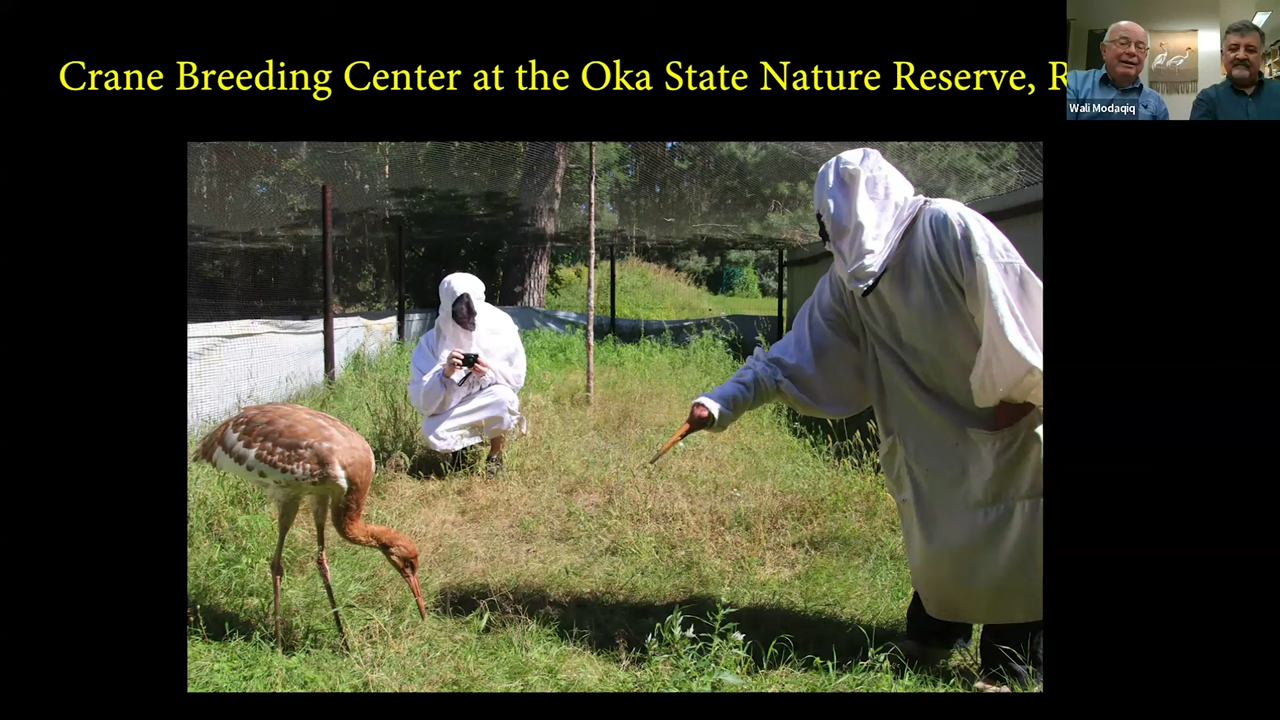 Crane Breeding Center at the Oka State Nature Reserve, R
Wali Modaqiq